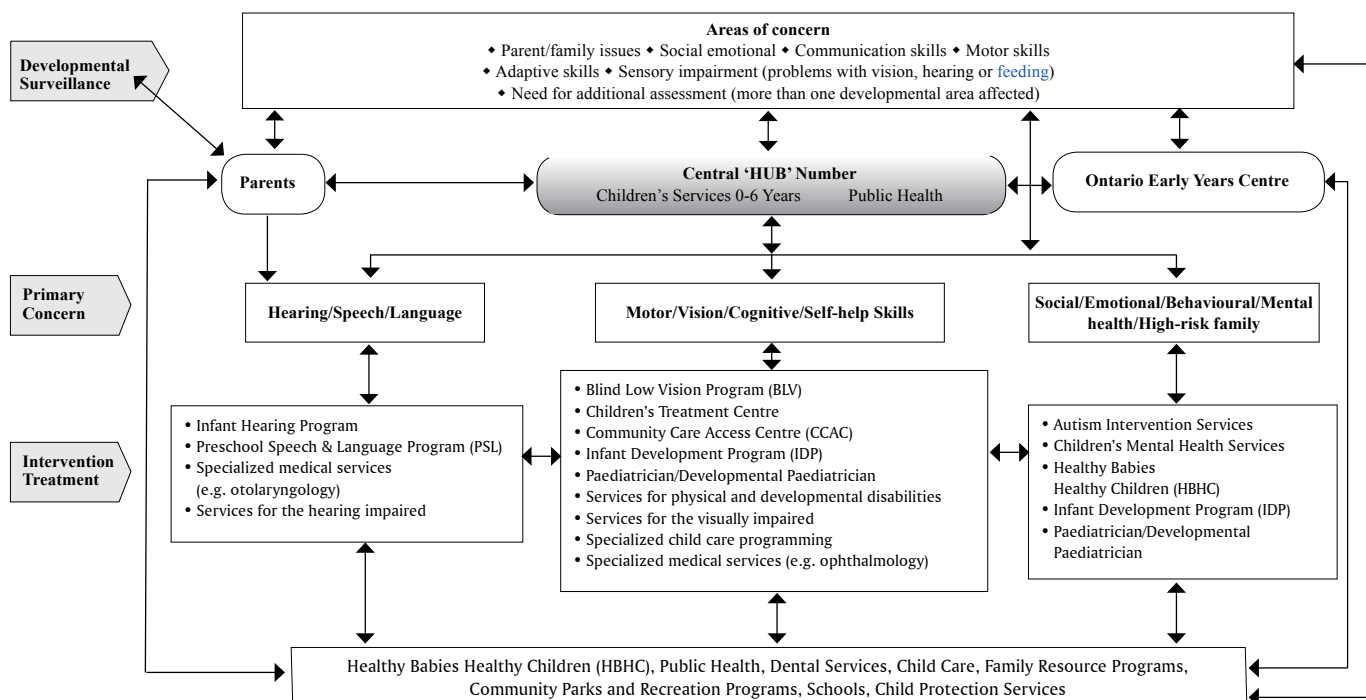 Areas of concern
◆ Parent/family issues ◆ Social emotional ◆ Communication skills ◆ Motor skills
◆ Adaptive skills ◆ Sensory impairment (problems with vision, hearing or feeding)
◆ Need for additional assessment (more than one developmental area affected)
Developmental
Surveillance
Parents
Central ‘HUB’ Number
Children’s Services 0-6 Years Public Health
Ontario Early Years Centre
Primary
Concern
Hearing/Speech/Language
Motor/Vision/Cognitive/Self-help Skills
Social/Emotional/Behavioural/Mental
health/High-risk family
Intervention
Treatment
• Infant Hearing Program
• Preschool Speech & Language Program (PSL)
• Specialized medical services
(e.g. otolaryngology)
• Services for the hearing impaired
• Blind Low Vision Program (BLV)
• Children’s Treatment Centre
• Community Care Access Centre (CCAC)
• Infant Development Program (IDP)
• Paediatrician/Developmental Paediatrician
• Services for physical and developmental disabilities
• Services for the visually impaired
• Specialized child care programming
• Specialized medical services (e.g. ophthalmology)
• Autism Intervention Services
• Children’s Mental Health Services
• Healthy Babies
Healthy Children (HBHC)
• Infant Development Program (IDP)
• Paediatrician/Developmental
Paediatrician
Healthy Babies Healthy Children (HBHC), Public Health, Dental Services, Child Care, Family Resource Programs,
Community Parks and Recreation Programs, Schools, Child Protection Services